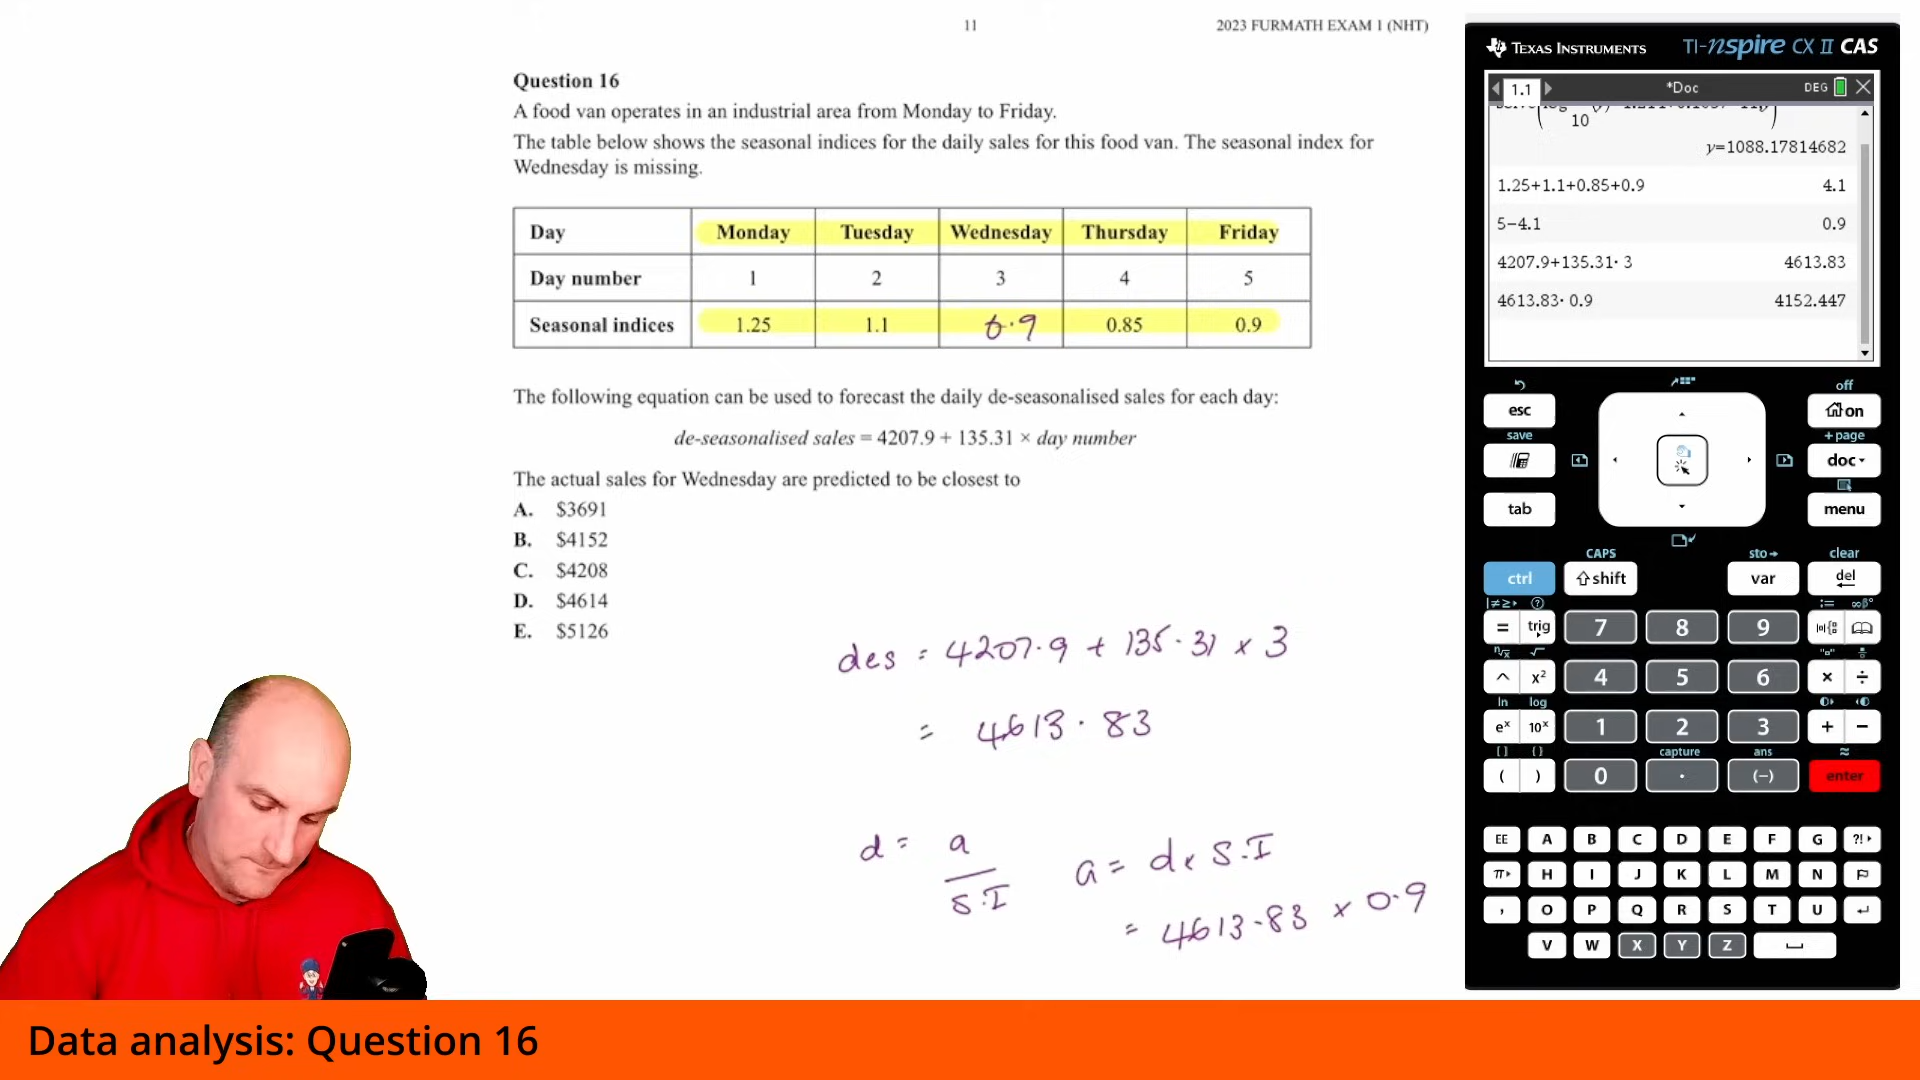 11 2023 FURMATH EXAM 1 (NHT)
Question 16
A food van operates in an industrial area from Monday to Friday.
The table below shows the seasonal indices for the daily sales for this food van. The seasonal index for
Wednesday is missing.
Day Monday Tuesday Wednesday Thursday Friday
Day number 1 2 3 4 5
Seasonal indices 1.25 1.1 0.9 0.85 0.9
The following equation can be used to forecast the daily de-seasonalised sales for each day:
de-seasonalised sales = 4207.9 + 135.31 × day number
The actual sales for Wednesday are predicted to be closest to
A. $3691
B. $4152
C. $4208
D. $4614
E. $5126
des = 4207.9 + 135.31 x 3
= 4613.83
d = a
S.I
a = d x S.I
= 4613.83 x 0.9
TEXAS INSTRUMENTS TI-nspire CX II CAS
1.1 *Doc DEG
10
y=1088.17814682
1.25+1.1+0.85+0.9 4.1
5−4.1 0.9
4207.9+135.31·3 4613.83
4613.83·0.9 4152.447
off
esc on
save +page
doc
tab menu
CAPS sto→ clear
ctrl shift var del
= trig 7 8 9
^ x² 4 5 6 × ÷
ln log
eˣ 10ˣ 1 2 3 + −
[ ] { } capture ans ≈
( ) 0 . (−) enter
EE A B C D E F G ?!
π H I J K L M N
, O P Q R S T U
V W X Y Z
Data analysis: Question 16